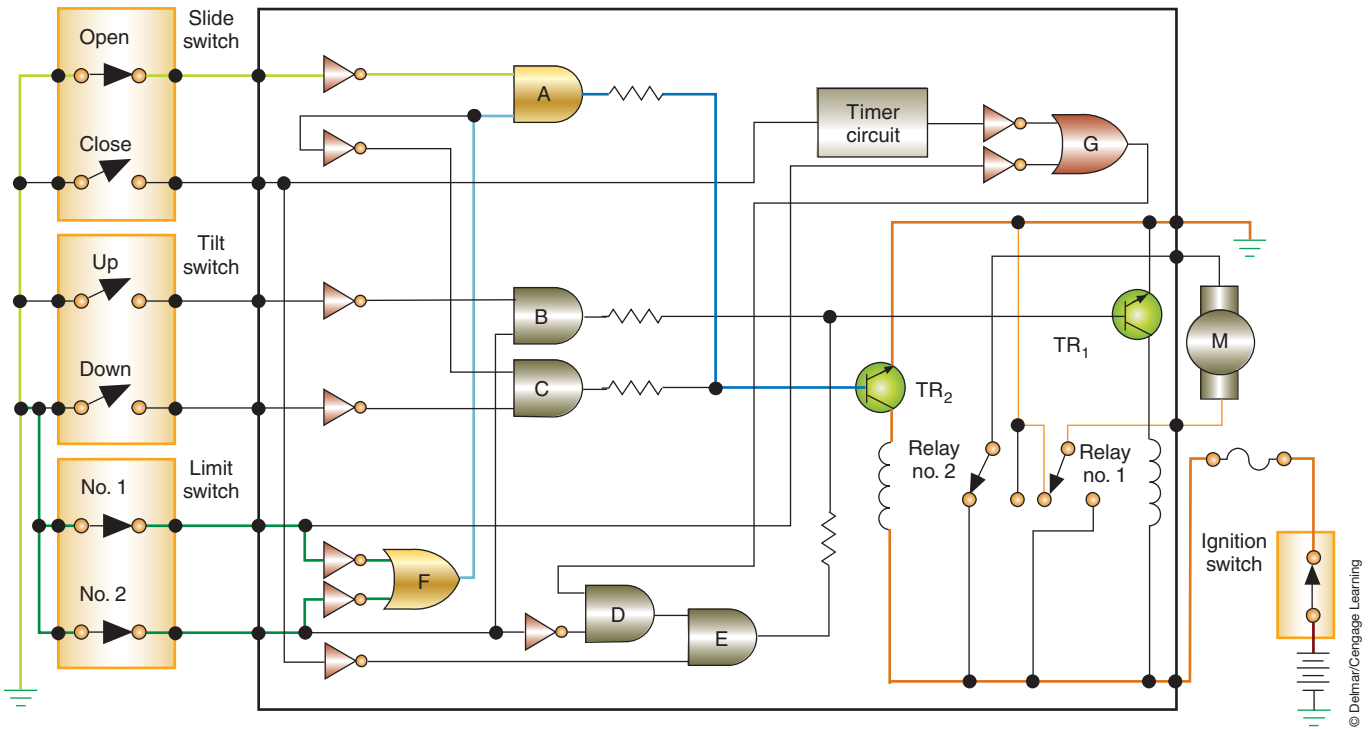 Slide
switch
Open
Close
Tilt
switch
Up
Down
Limit
switch
No. 1
No. 2
A
B
C
D
E
F
G
Timer
circuit
TR1
TR2
M
Relay
no. 2
Relay
no. 1
Ignition
switch
© Delmar/Cengage Learning